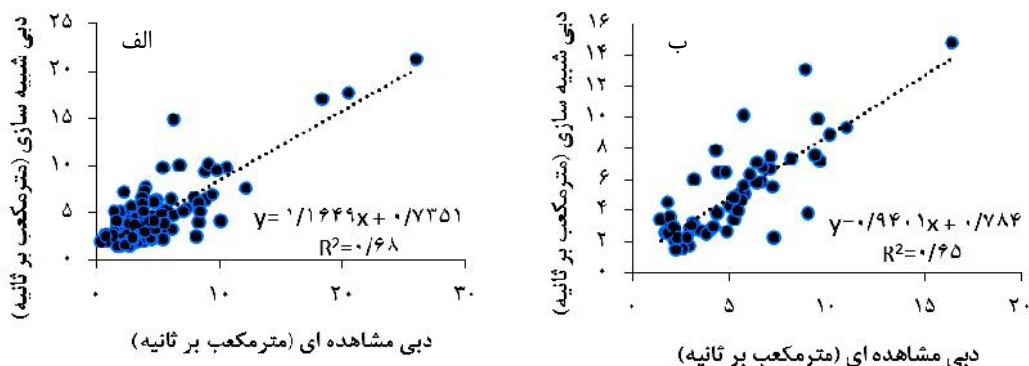 الف
دبی شبیه سازی (مترمکعب بر ثانیه)
۲۵
۲۰
۱۵
۱۰
۵
۰
y= ۱/۱۶۴۹x + ۰/۷۳۵۱
R²=۰/۶۸
۰ ۱۰ ۲۰ ۳۰
دبی مشاهده ای (مترمکعب بر ثانیه)
ب
دبی شبیه سازی (مترمکعب بر ثانیه)
۱۶
۱۴
۱۲
۱۰
۸
۶
۴
۲
۰
y=۰/۹۴۰۱x + ۰/۷۸۴
R²=۰/۶۵
۰ ۵ ۱۰ ۱۵ ۲۰
دبی مشاهده ای (مترمکعب بر ثانیه)